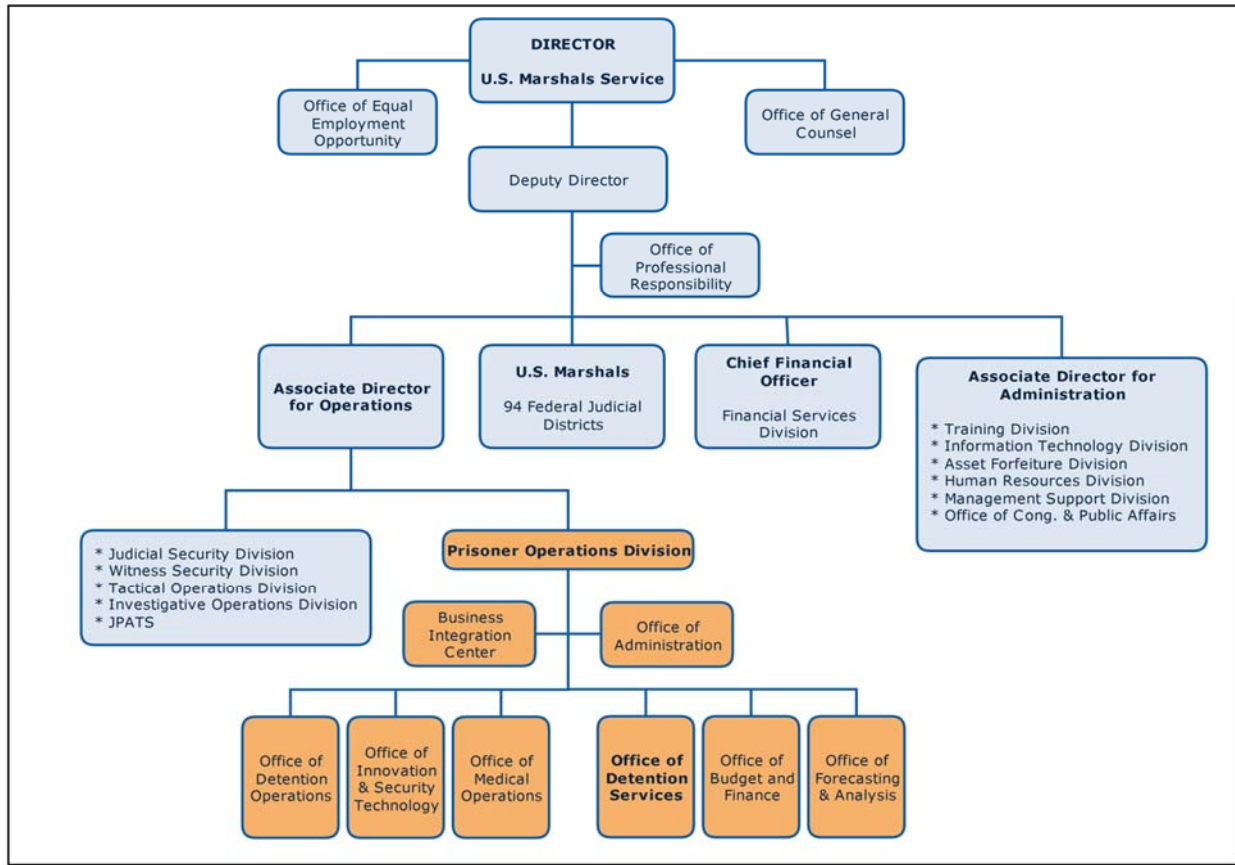 DIRECTOR
U.S. Marshals Service
Office of Equal
Employment
Opportunity
Office of General
Counsel
Deputy Director
Office of
Professional
Responsibility
Associate Director
for Operations
U.S. Marshals
94 Federal Judicial
Districts
Chief Financial
Officer
Financial Services
Division
Associate Director for
Administration
* Training Division
* Information Technology Division
* Asset Forfeiture Division
* Human Resources Division
* Management Support Division
* Office of Cong. & Public Affairs
* Judicial Security Division
* Witness Security Division
* Tactical Operations Division
* Investigative Operations Division
* JPATS
Prisoner Operations Division
Business
Integration
Center
Office of
Administration
Office of
Detention
Operations
Office of
Innovation
& Security
Technology
Office of
Medical
Operations
Office of
Detention
Services
Office of
Budget and
Finance
Office of
Forecasting
& Analysis